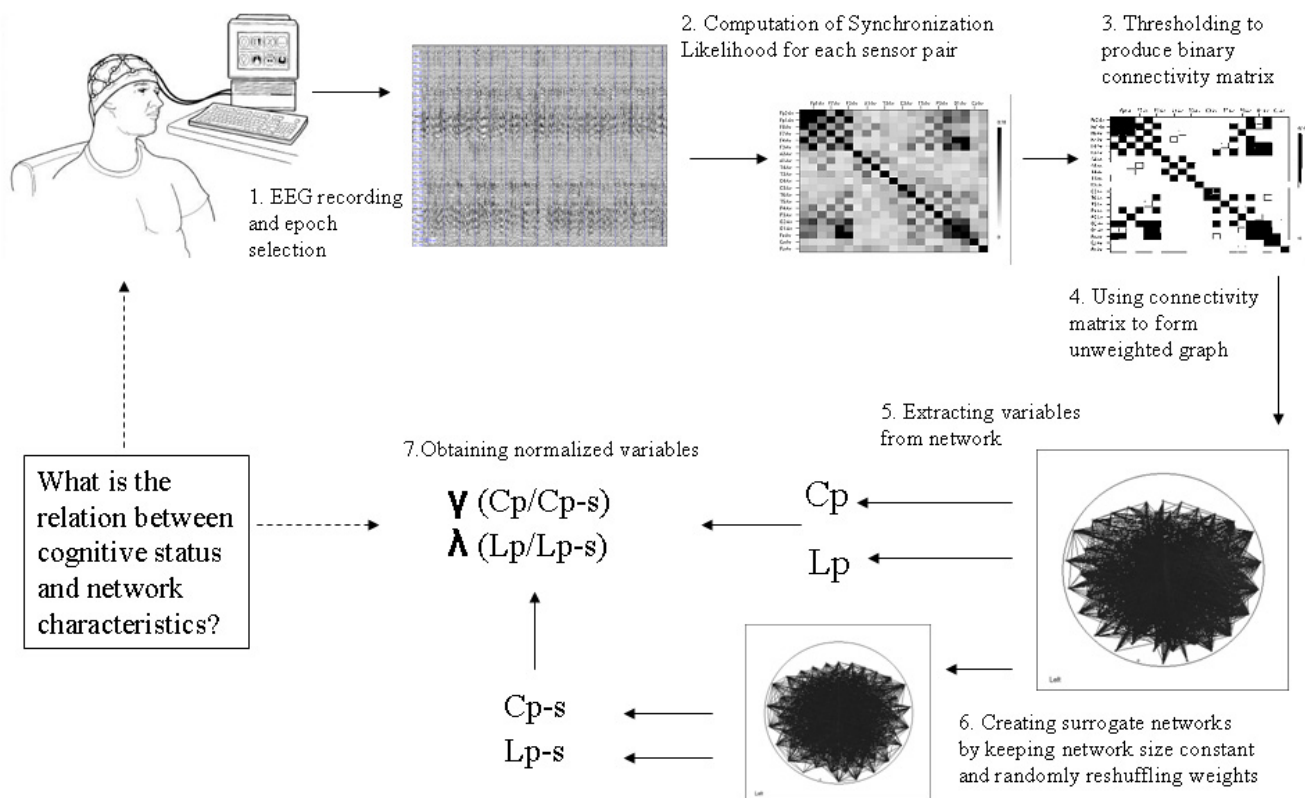 1. EEG recording
and epoch
selection
2. Computation of Synchronization
Likelihood for each sensor pair
3. Thresholding to
produce binary
connectivity matrix
4. Using connectivity
matrix to form
unweighted graph
5. Extracting variables
from network
Cp
Lp
Left
6. Creating surrogate networks
by keeping network size constant
and randomly reshuffling weights
Left
Cp-s
Lp-s
7.Obtaining normalized variables
γ (Cp/Cp-s)
λ (Lp/Lp-s)
What is the
relation between
cognitive status
and network
characteristics?